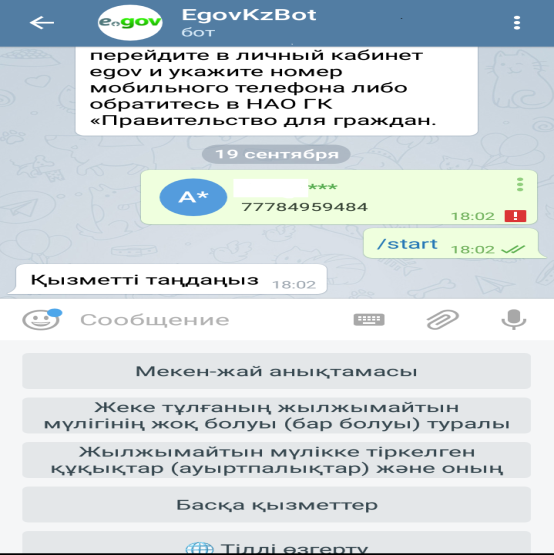 e.gov
EgovKzBot
бот
перейдите в личный кабинет
egov и укажите номер
мобильного телефона либо
обратитесь в НАО ГК
«Правительство для граждан.
19 сентября
A* ***
77784959484
18:02 !
/start 18:02
Қызметті таңдаңыз 18:02
Сообщение
Мекен-жай анықтамасы
Жеке тұлғаның жылжымайтын
мүлігінің жоқ болуы (бар болуы) туралы
Жылжымайтын мүлікке тіркелген
құқықтар (ауыртпалықтар) және оның
Басқа қызметтер
Тілді өзгерту